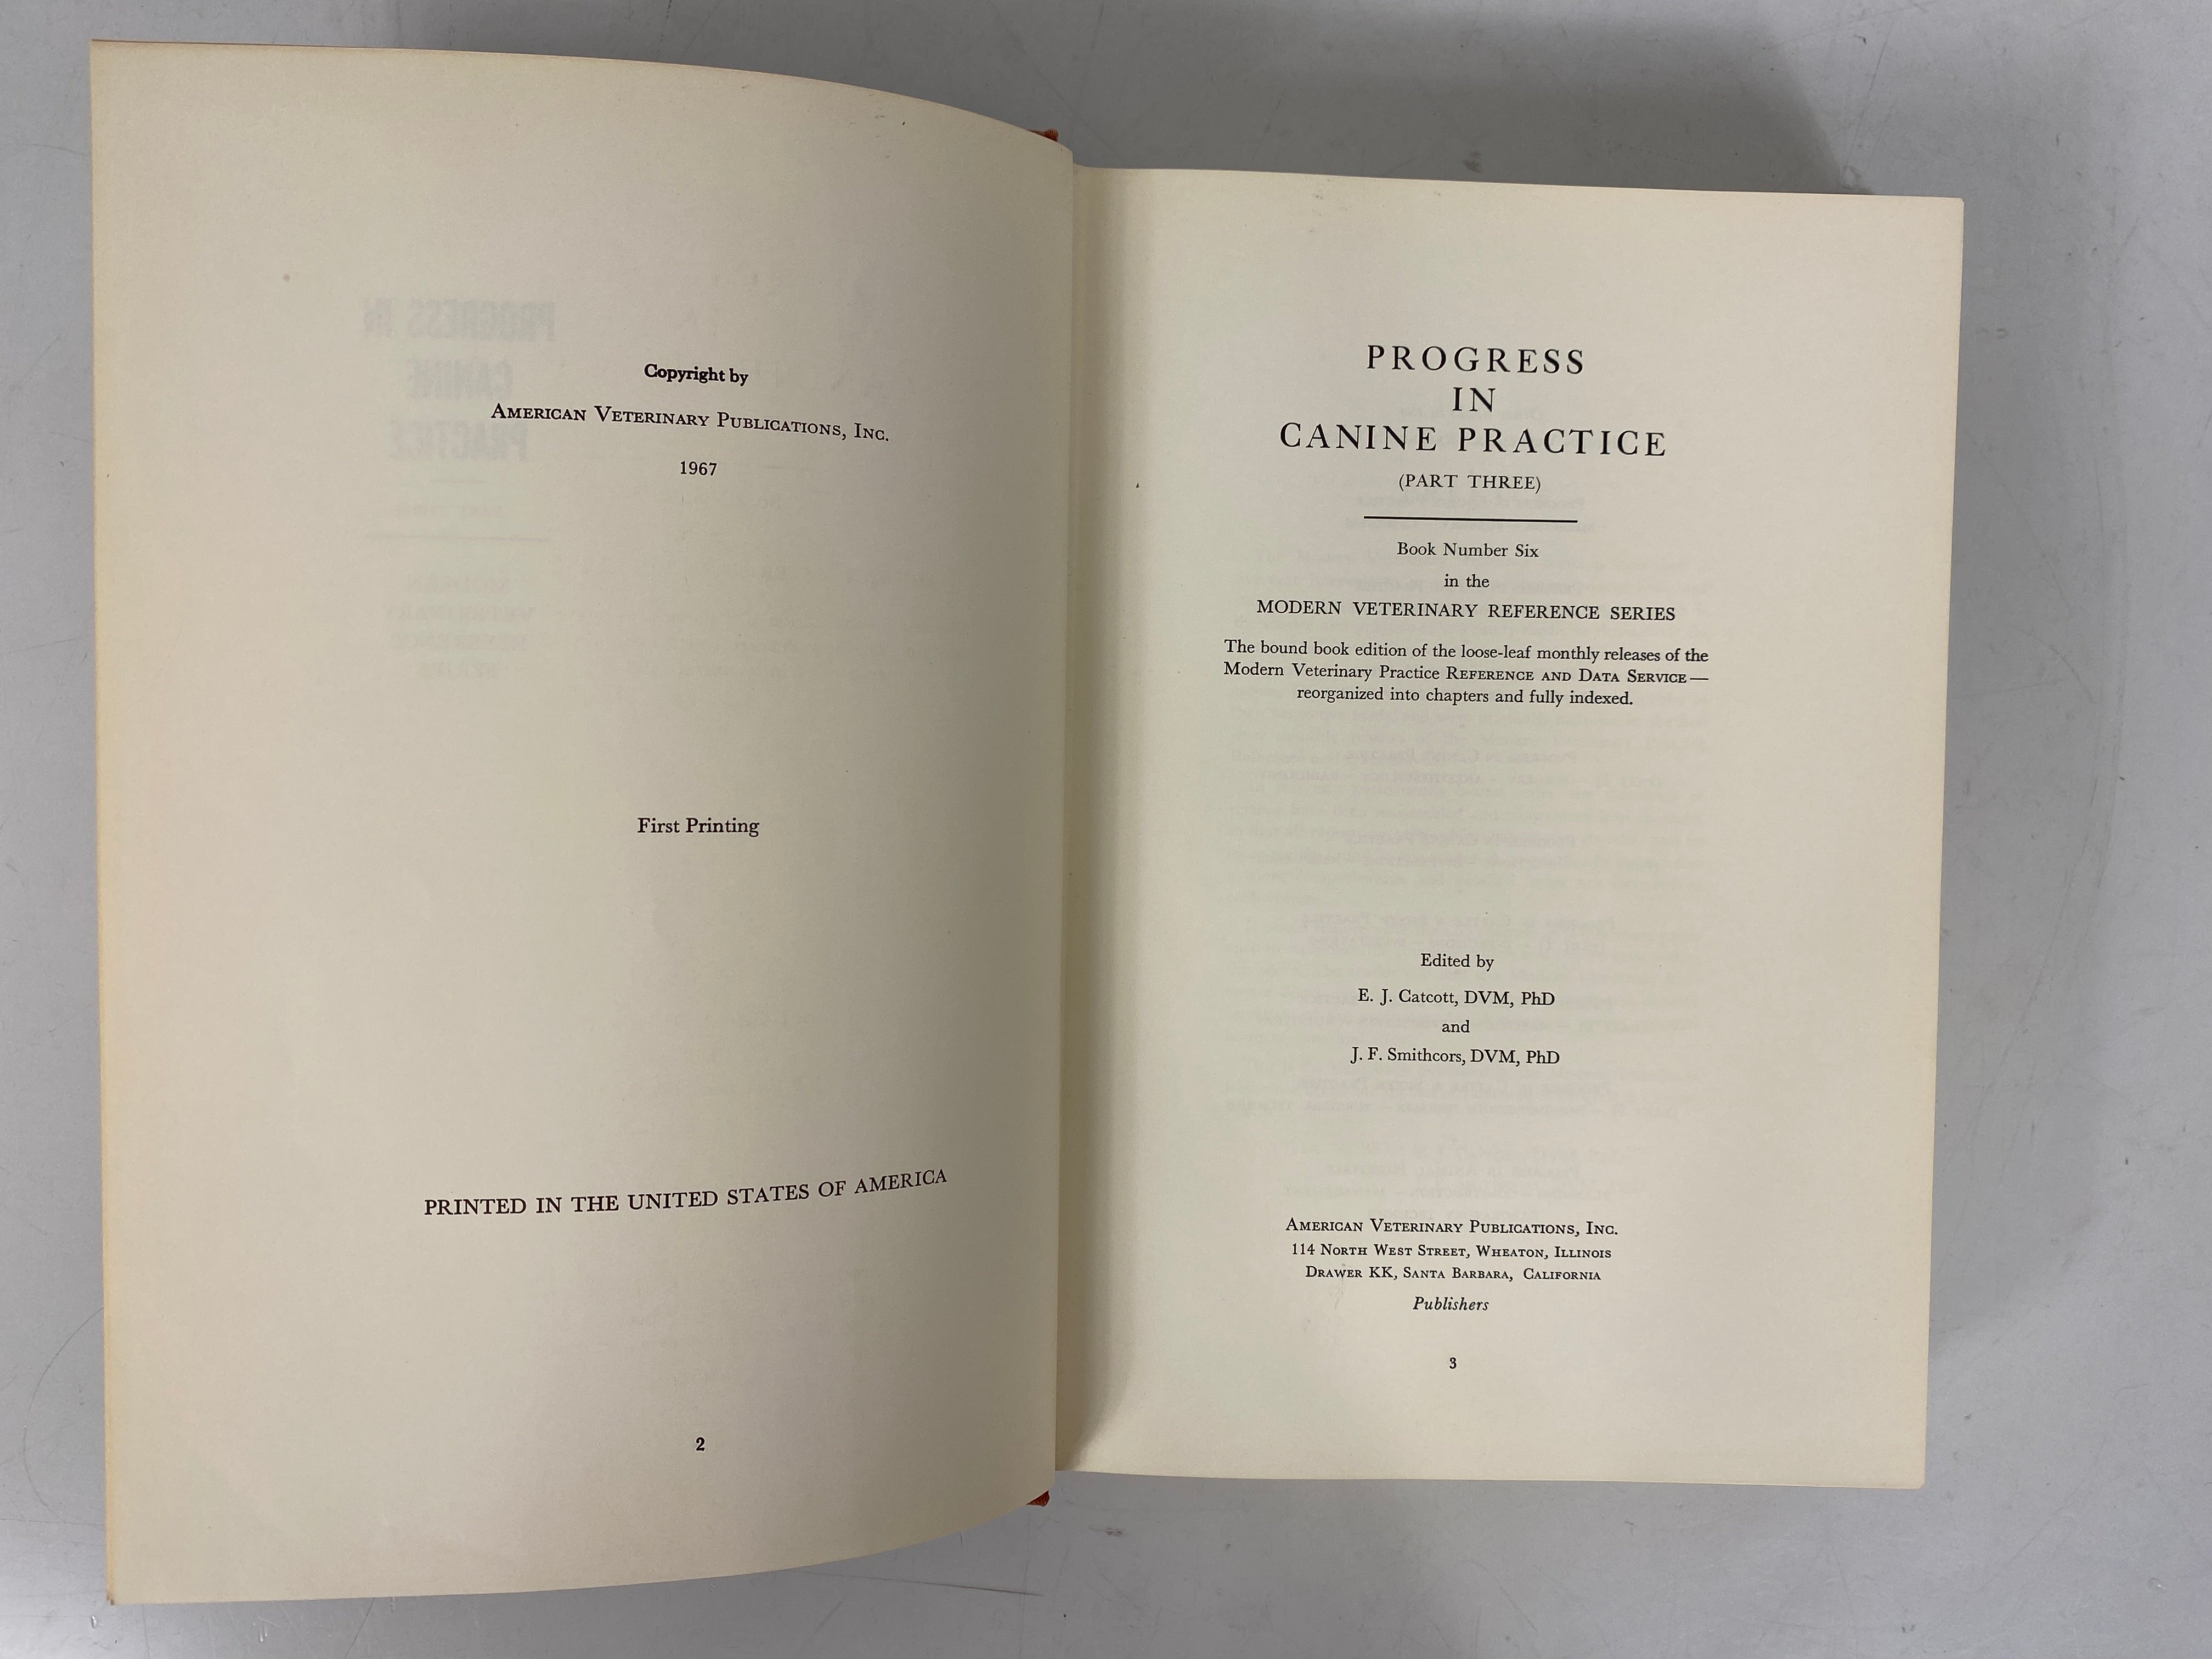 Copyright by
American Veterinary Publications, Inc.
1967
First Printing
PRINTED IN THE UNITED STATES OF AMERICA
2
PROGRESS
IN
CANINE PRACTICE
(PART THREE)
Book Number Six
in the
MODERN VETERINARY REFERENCE SERIES
The bound book edition of the loose-leaf monthly releases of the
Modern Veterinary Practice Reference and Data Service—
reorganized into chapters and fully indexed.
Edited by
E. J. Catcott, DVM, PhD
and
J. F. Smithcors, DVM, PhD
American Veterinary Publications, Inc.
114 North West Street, Wheaton, Illinois
Drawer KK, Santa Barbara, California
Publishers
3